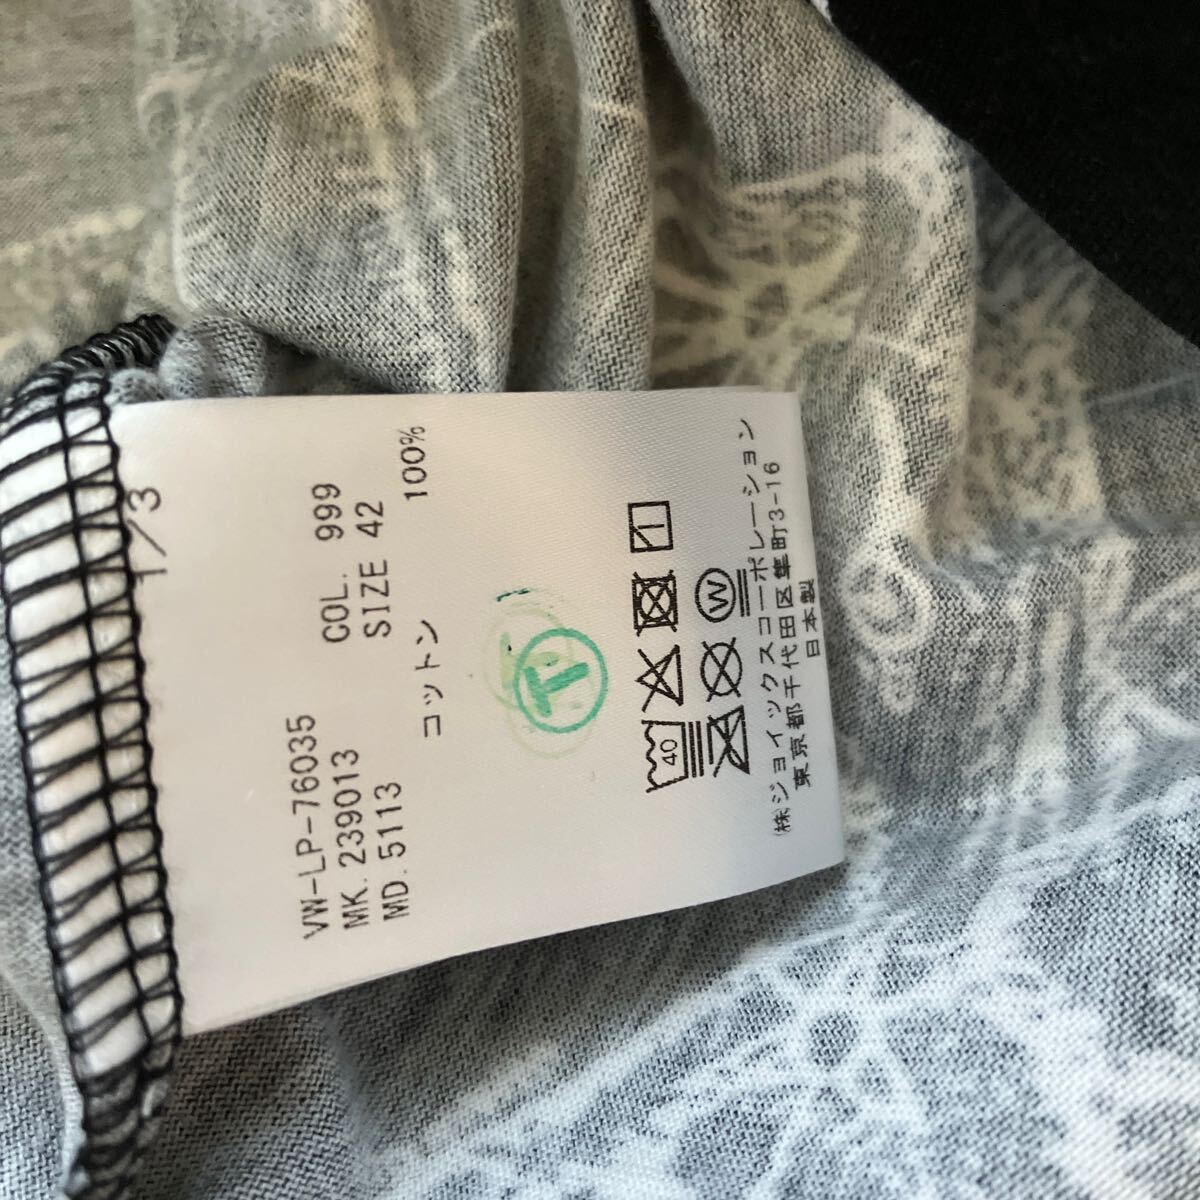 1/3
VW-LP-76035 COL. 999
MK. 239013 SIZE 42
MD. 5113
コットン 100%
T
40
W
(株)ジョイックスコーポレーション
東京都千代田区隼町3-16
日本製